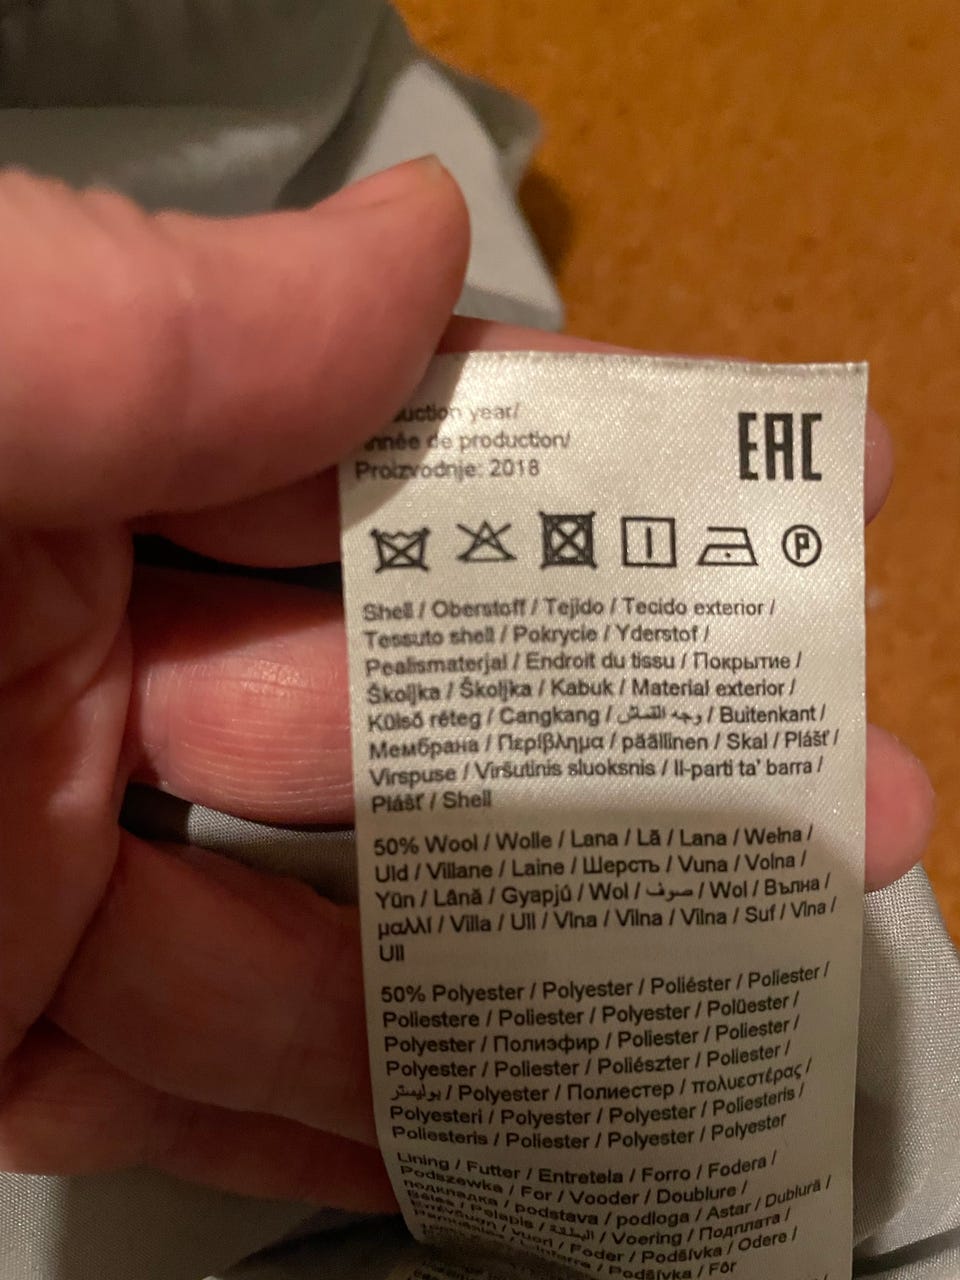 year/
de production/
Proizvodnje: 2018
EAC
P
Shell / Oberstoff / Tejido / Tecido exterior /
Tessuto shell / Pokrycie / Yderstof /
Pealismaterjal / Endroit du tissu / Покрытие /
Školjka / Školjka / Kabuk / Material exterior /
Külső réteg / Cangkang / وجه القماش / Buitenkant /
Мембрана / Περίβλημα / päällinen / Skal / Plášť /
Virspuse / Viršutinis sluoksnis / Il-parti ta' barra /
Plášť / Shell
50% Wool / Wolle / Lana / Lã / Lana / Wełna /
Uld / Villane / Laine / Шерсть / Vuna / Volna /
Yün / Lână / Gyapjú / Wol / صوف / Wol / Вълна /
μαλλί / Villa / Ull / Vlna / Vilna / Vilna / Suf / Vlna /
Ull
50% Polyester / Polyester / Poliéster / Poliester /
Poliestere / Poliester / Polyester / Polüester /
Polyester / Полиэфир / Poliester / Poliester /
Polyester / Poliester / Poliészter / Poliester /
بوليستر / Polyester / Полиестер / πολυεστέρας /
Polyesteri / Polyester / Polyester / Poliesteris /
Poliesteris / Poliester / Polyester / Polyester
Lining / Futter / Entretela / Forro / Fodera /
Podszewka / For / Vooder / Doublure /
подкладка / podstava / podloga / Astar / Dublură /
Bélés / Pelapis / البطانة / Voering / Подплата /
Επένδυση / vuori / Foder / Podšívka / Odere /
/ Podšívka / Fôr